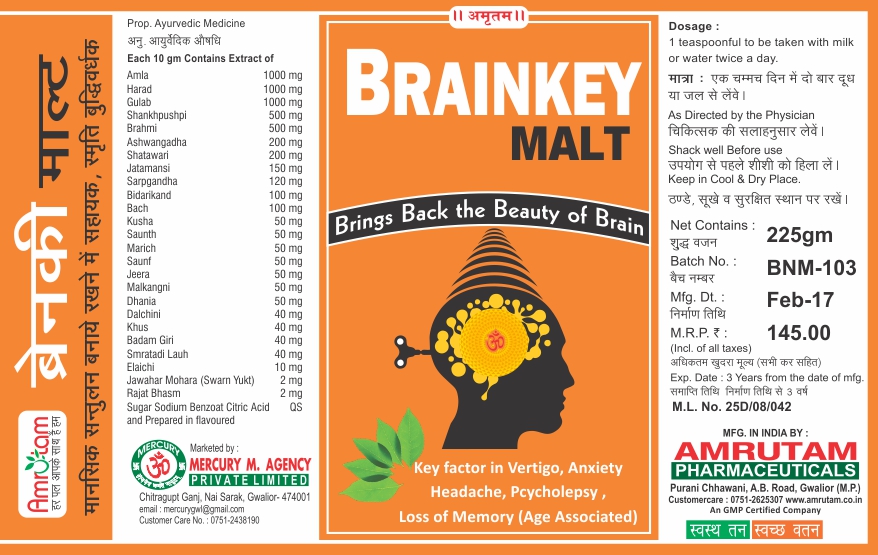 ब्रेनकी माल्ट
मानसिक सन्तुलन बनाये रखने में सहायक, स्मृति बुद्धिवर्धक
Amrutam
हर पल आपके साथ हैं हम
Prop. Ayurvedic Medicine
अनु. आयुर्वेदिक औषधि
Each 10 gm Contains Extract of
Amla 1000 mg
Harad 1000 mg
Gulab 1000 mg
Shankhpushpi 500 mg
Brahmi 500 mg
Ashwangadha 200 mg
Shatawari 200 mg
Jatamansi 150 mg
Sarpgandha 120 mg
Bidarikand 100 mg
Bach 100 mg
Kusha 50 mg
Saunth 50 mg
Marich 50 mg
Saunf 50 mg
Jeera 50 mg
Malkangni 50 mg
Dhania 50 mg
Dalchini 40 mg
Khus 40 mg
Badam Giri 40 mg
Smratadi Lauh 40 mg
Elaichi 10 mg
Jawahar Mohara (Swarn Yukt) 2 mg
Rajat Bhasm 2 mg
Sugar Sodium Benzoat Citric Acid QS
and Prepared in flavoured
MERCURY
ॐ
Marketed by :
MERCURY M. AGENCY
PRIVATE LIMITED
Chitragupt Ganj, Nai Sarak, Gwalior- 474001
email : mercurygwl@gmail.com
Customer Care No. : 0751-2438190
।। अमृतम ।।
BRAINKEY
MALT
Brings Back the Beauty of Brain
ॐ
Key factor in Vertigo, Anxiety
Headache, Pcycholepsy ,
Loss of Memory (Age Associated)
Dosage :
1 teaspoonful to be taken with milk
or water twice a day.
मात्रा : एक चम्मच दिन में दो बार दूध
या जल से लेंवे।
As Directed by the Physician
चिकित्सक की सलाहनुसार लेवें।
Shack well Before use
उपयोग से पहले शीशी को हिला लें।
Keep in Cool & Dry Place.
ठण्डे, सूखे व सुरक्षित स्थान पर रखें।
Net Contains : 225gm
शुद्ध वजन
Batch No. : BNM-103
बैच नम्बर
Mfg. Dt. : Feb-17
निर्माण तिथि
M.R.P. ₹ : 145.00
(Incl. of all taxes)
अधिकतम खुदरा मूल्य (सभी कर सहित)
Exp. Date : 3 Years from the date of mfg.
समाप्ति तिथि निर्माण तिथि से 3 वर्ष
M.L. No. 25D/08/042
MFG. IN INDIA BY :
AMRUTAM
PHARMACEUTICALS
Purani Chhawani, A.B. Road, Gwalior (M.P.)
Customercare : 0751-2625307 www.amrutam.co.in
An GMP Certified Company
स्वस्थ तन स्वच्छ वतन